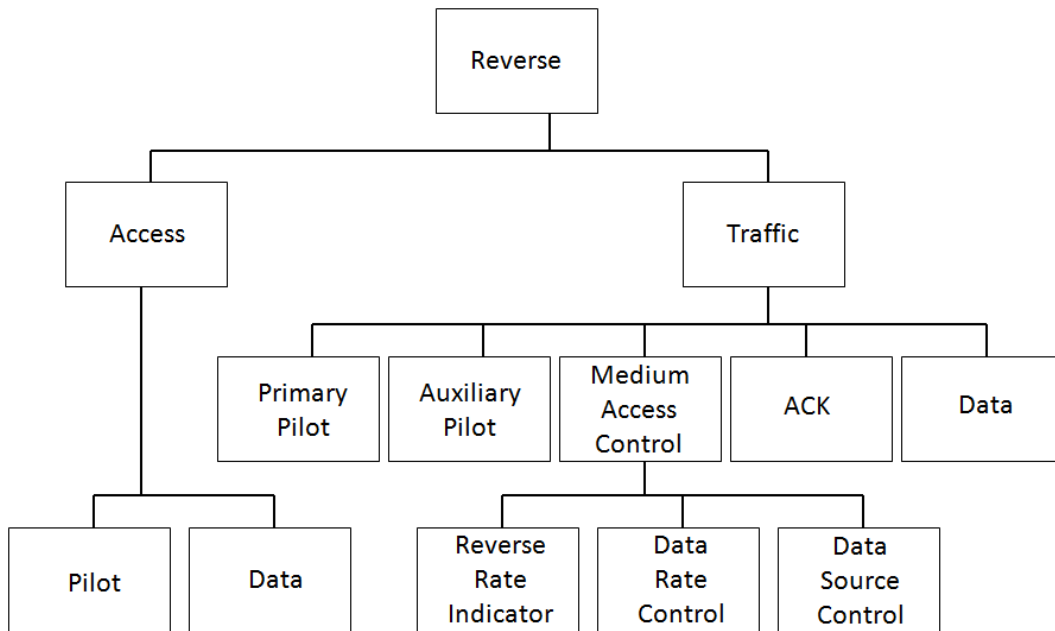 Reverse
Access
Traffic
Primary
Pilot
Auxiliary
Pilot
Medium
Access
Control
ACK
Data
Pilot
Data
Reverse
Rate
Indicator
Data
Rate
Control
Data
Source
Control